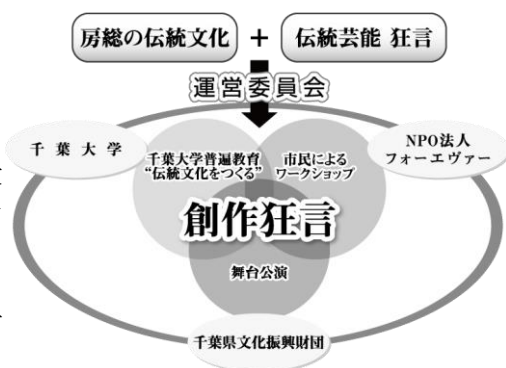 房総の伝統文化 + 伝統芸能 狂言
運営委員会
千葉大学
NPO法人
フォーエヴァー
千葉大学普遍教育
“伝統文化をつくる”
市民による
ワークショップ
創作狂言
舞台公演
千葉県文化振興財団